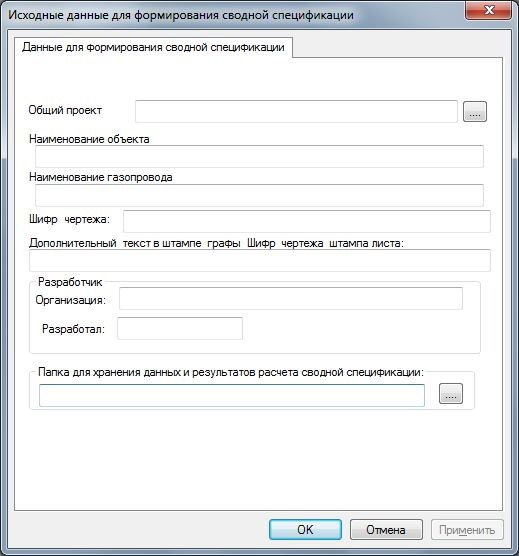 Исходные данные для формирования сводной спецификации
Данные для формирования сводной спецификации
Общий проект
....
Наименование объекта
Наименование газопровода
Шифр чертежа:
Дополнительный текст в штампе графы Шифр чертежа штампа листа:
Разработчик
Организация:
Разработал:
Папка для хранения данных и результатов расчета сводной спецификации:
....
OK Отмена Применить